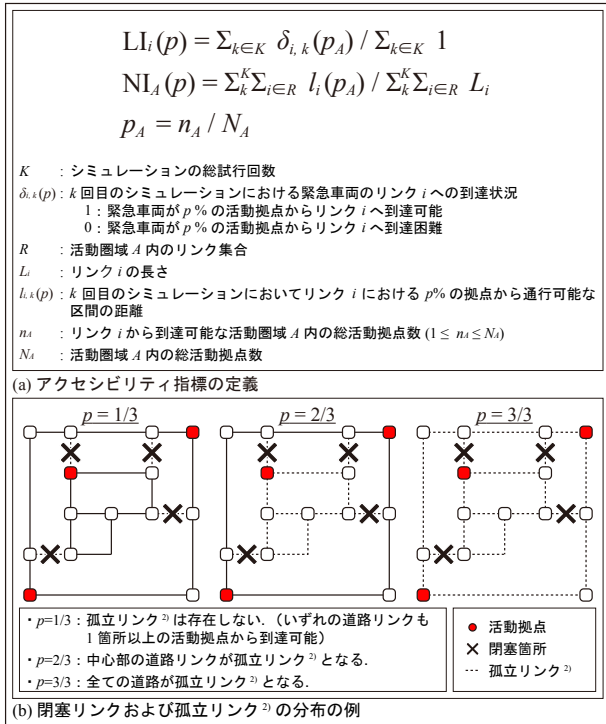 LIᵢ(p) = Σₖ∈K δᵢ,ₖ(p_A) / Σₖ∈K 1
NI_A(p) = Σₖᴷ Σᵢ∈R lᵢ(p_A) / Σₖᴷ Σᵢ∈R Lᵢ
p_A = n_A / N_A
K : シミュレーションの総試行回数
δᵢ,ₖ(p) : k 回目のシミュレーションにおける緊急車両のリンク i への到達状況
1：緊急車両が p % の活動拠点からリンク i へ到達可能
0：緊急車両が p % の活動拠点からリンク i へ到達困難
R : 活動圏域 A 内のリンク集合
Lᵢ : リンク i の長さ
lᵢ,ₖ(p) : k 回目のシミュレーションにおいてリンク i における p% の拠点から通行可能な
区間の距離
n_A : リンク i から到達可能な活動圏域 A 内の総活動拠点数 (1 ≤ n_A ≤ N_A)
N_A : 活動圏域 A 内の総活動拠点数
(a) アクセシビリティ指標の定義
p = 1/3 p = 2/3 p = 3/3
・p=1/3：孤立リンク²⁾ は存在しない．（いずれの道路リンクも
1 箇所以上の活動拠点から到達可能）
・p=2/3：中心部の道路リンクが孤立リンク²⁾ となる．
・p=3/3：全ての道路が孤立リンク²⁾ となる．
活動拠点
閉塞箇所
孤立リンク²⁾
(b) 閉塞リンクおよび孤立リンク²⁾ の分布の例